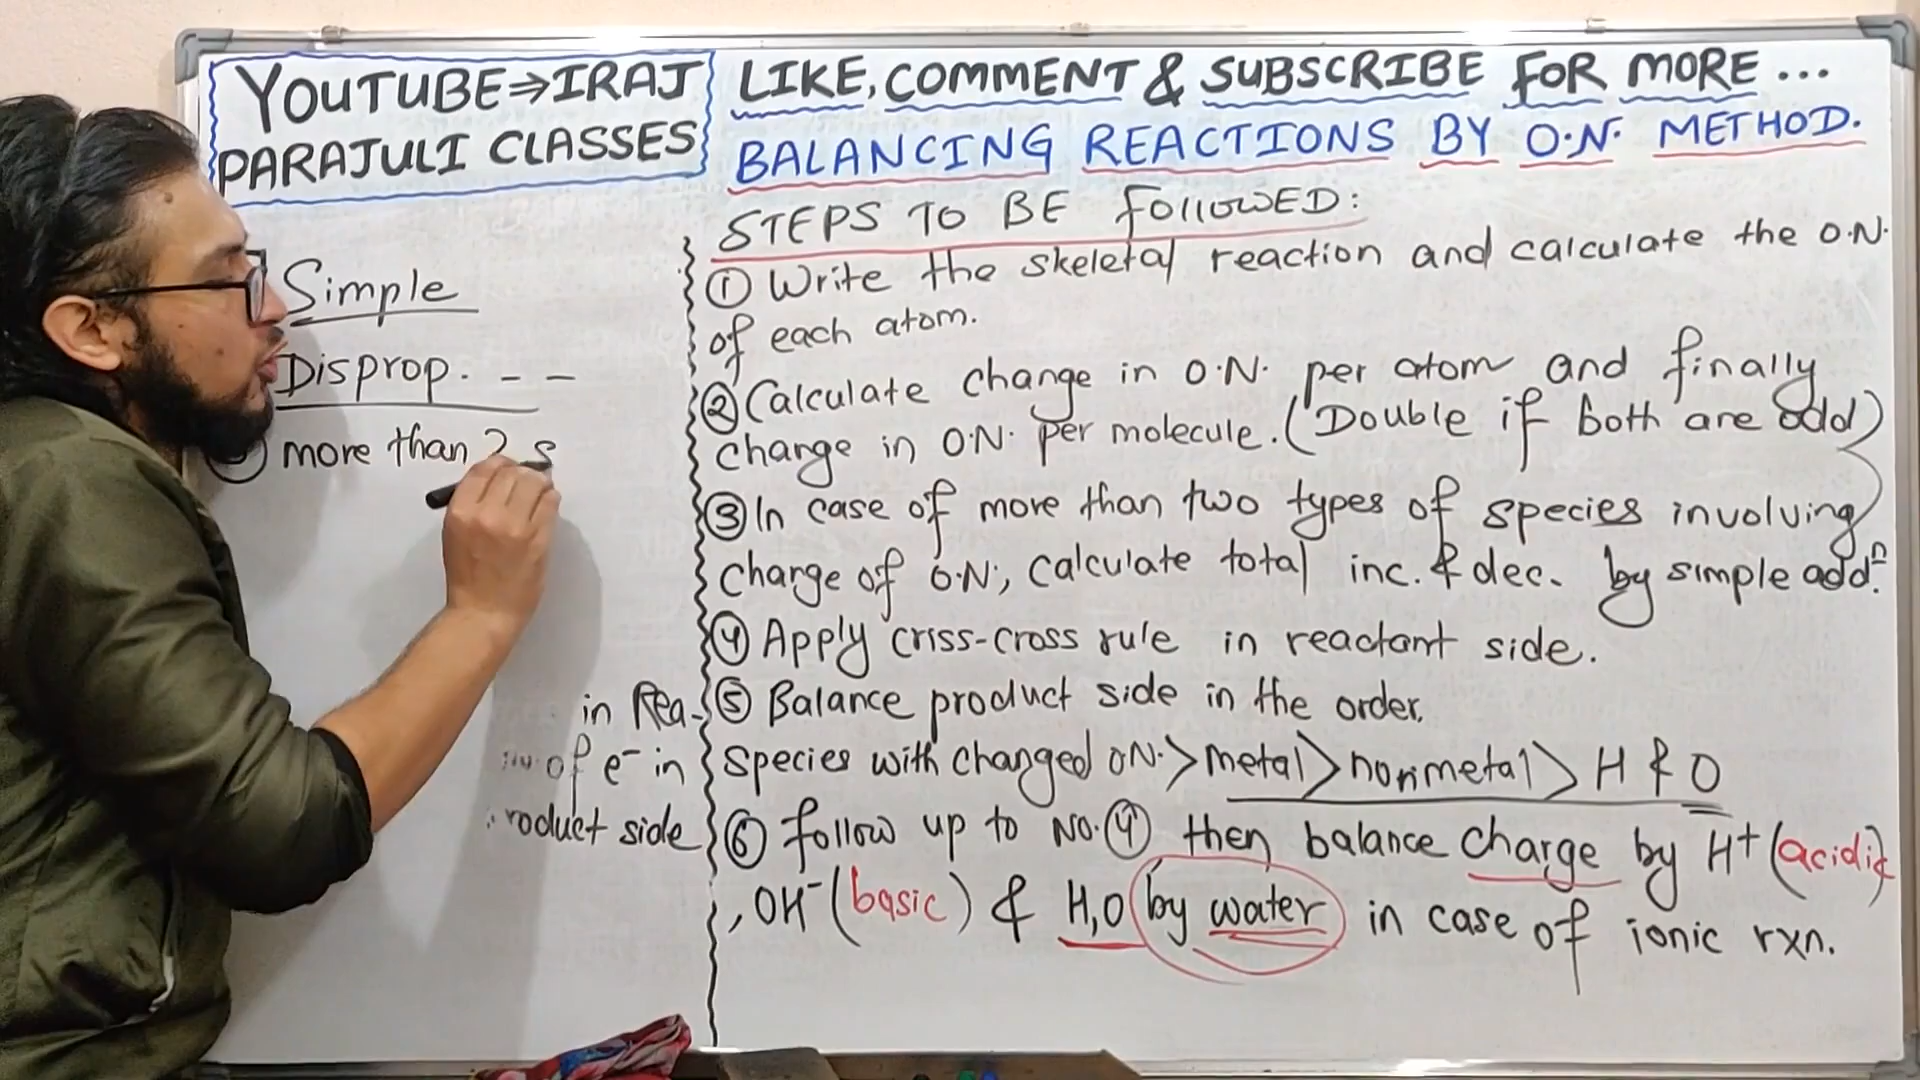 YOUTUBE⇒IRAJ
PARAJULI CLASSES
LIKE, COMMENT & SUBSCRIBE FOR MORE ...
BALANCING REACTIONS BY O.N. METHOD.
Simple
Disprop. - -
more than 2 s
in Rea-
of e⁻ in
roduct side
STEPS TO BE FOLLOWED:
① Write the skeletal reaction and calculate the O.N.
of each atom.
② Calculate change in O.N. per atom and finally
change in O.N. per molecule. (Double if both are odd)
③ In case of more than two types of species involving
change of O.N., calculate total inc. & dec. by simple addⁿ.
④ Apply criss-cross rule in reactant side.
⑤ Balance product side in the order,
species with changed O.N. > metal > nonmetal > H & O
⑥ follow up to No. ④ then balance charge by H⁺ (acidic)
, OH⁻ (basic) & H,O by water in case of ionic rxn.